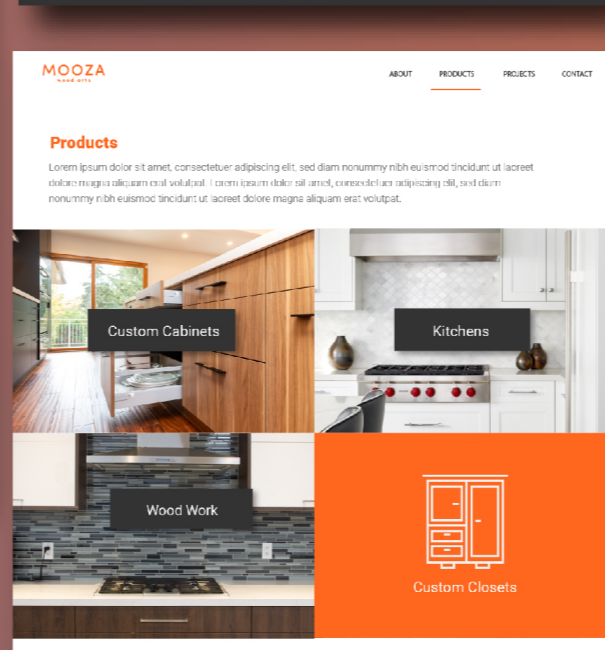 MOOZA
wood arts
ABOUT PRODUCTS PROJECTS CONTACT
Products
Lorem ipsum dolor sit amet, consectetuer adipiscing elit, sed diam nonummy nibh euismod tincidunt ut laoreet
dolore magna aliquam erat volutpat. Lorem ipsum dolor sit amet, consectetuer adipiscing elit, sed diam
nonummy nibh euismod tincidunt ut laoreet dolore magna aliquam erat volutpat.
Custom Cabinets
Kitchens
Wood Work
Custom Closets